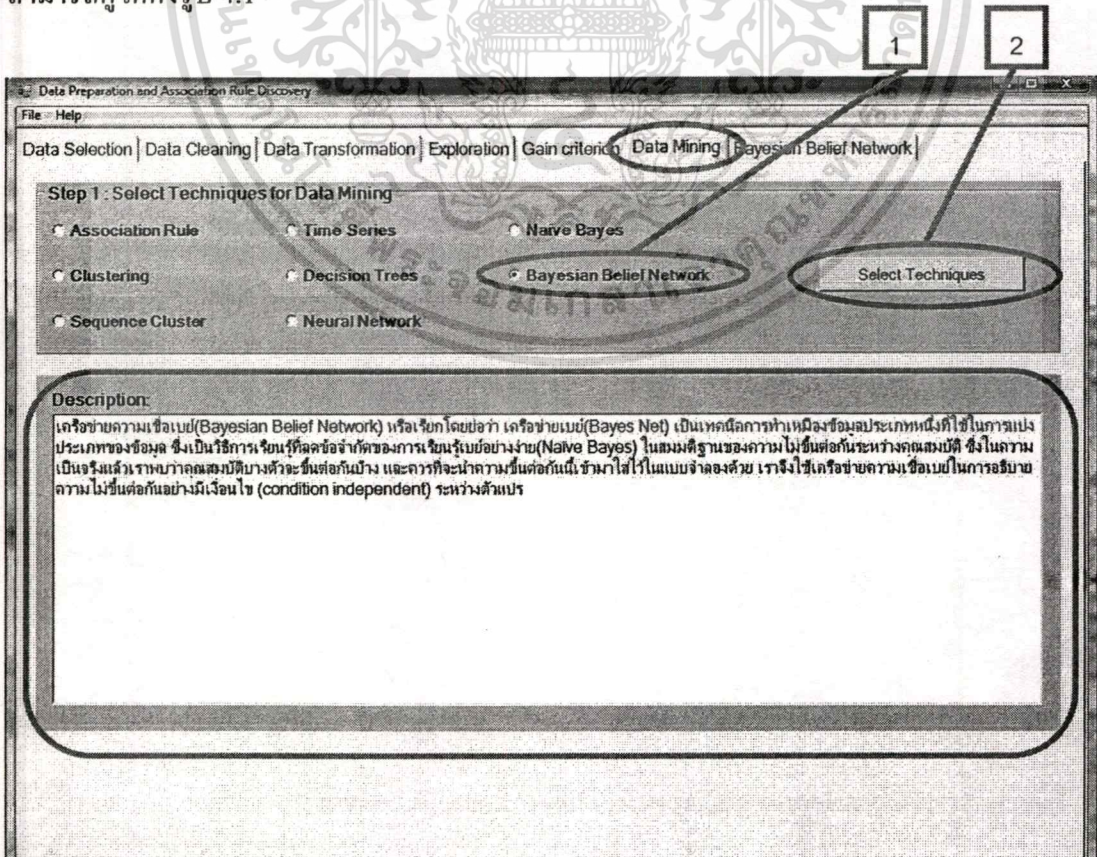 1 2
Data Preparation and Association Rule Discovery
File Help
Data Selection Data Cleaning Data Transformation Exploration Gain criterion Data Mining Bayesian Belief Network
Step 1 : Select Techniques for Data Mining
Association Rule Time Series Naive Bayes
Clustering Decision Trees Bayesian Belief Network Select Techniques
Sequence Cluster Neural Network
Description:
เครือข่ายความเชื่อเบย์(Bayesian Belief Network) หรือเรียกโดยย่อว่า เครือข่ายเบย์(Bayes Net) เป็นเทคนิคการทำเหมืองข้อมูลประเภทหนึ่งที่ใช้ในการแบ่ง
ประเภทของข้อมูล ซึ่งเป็นวิธีการเรียนรู้ที่ลดข้อจำกัดของการเรียนรู้เบย์อย่างง่าย(Naive Bayes) ในสมมติฐานของความไม่ขึ้นต่อกันระหว่างคุณสมบัติ ซึ่งในความ
เป็นจริงแล้วเราพบว่าคุณสมบัติบางตัวจะขึ้นต่อกันบ้าง และควรที่จะนำความขึ้นต่อกันนี้เข้ามาใส่ไว้ในแบบจำลองด้วย เราจึงใช้เครือข่ายความเชื่อเบย์ในการอธิบาย
ความไม่ขึ้นต่อกันอย่างมีเงื่อนไข (condition independent) ระหว่างตัวแปร